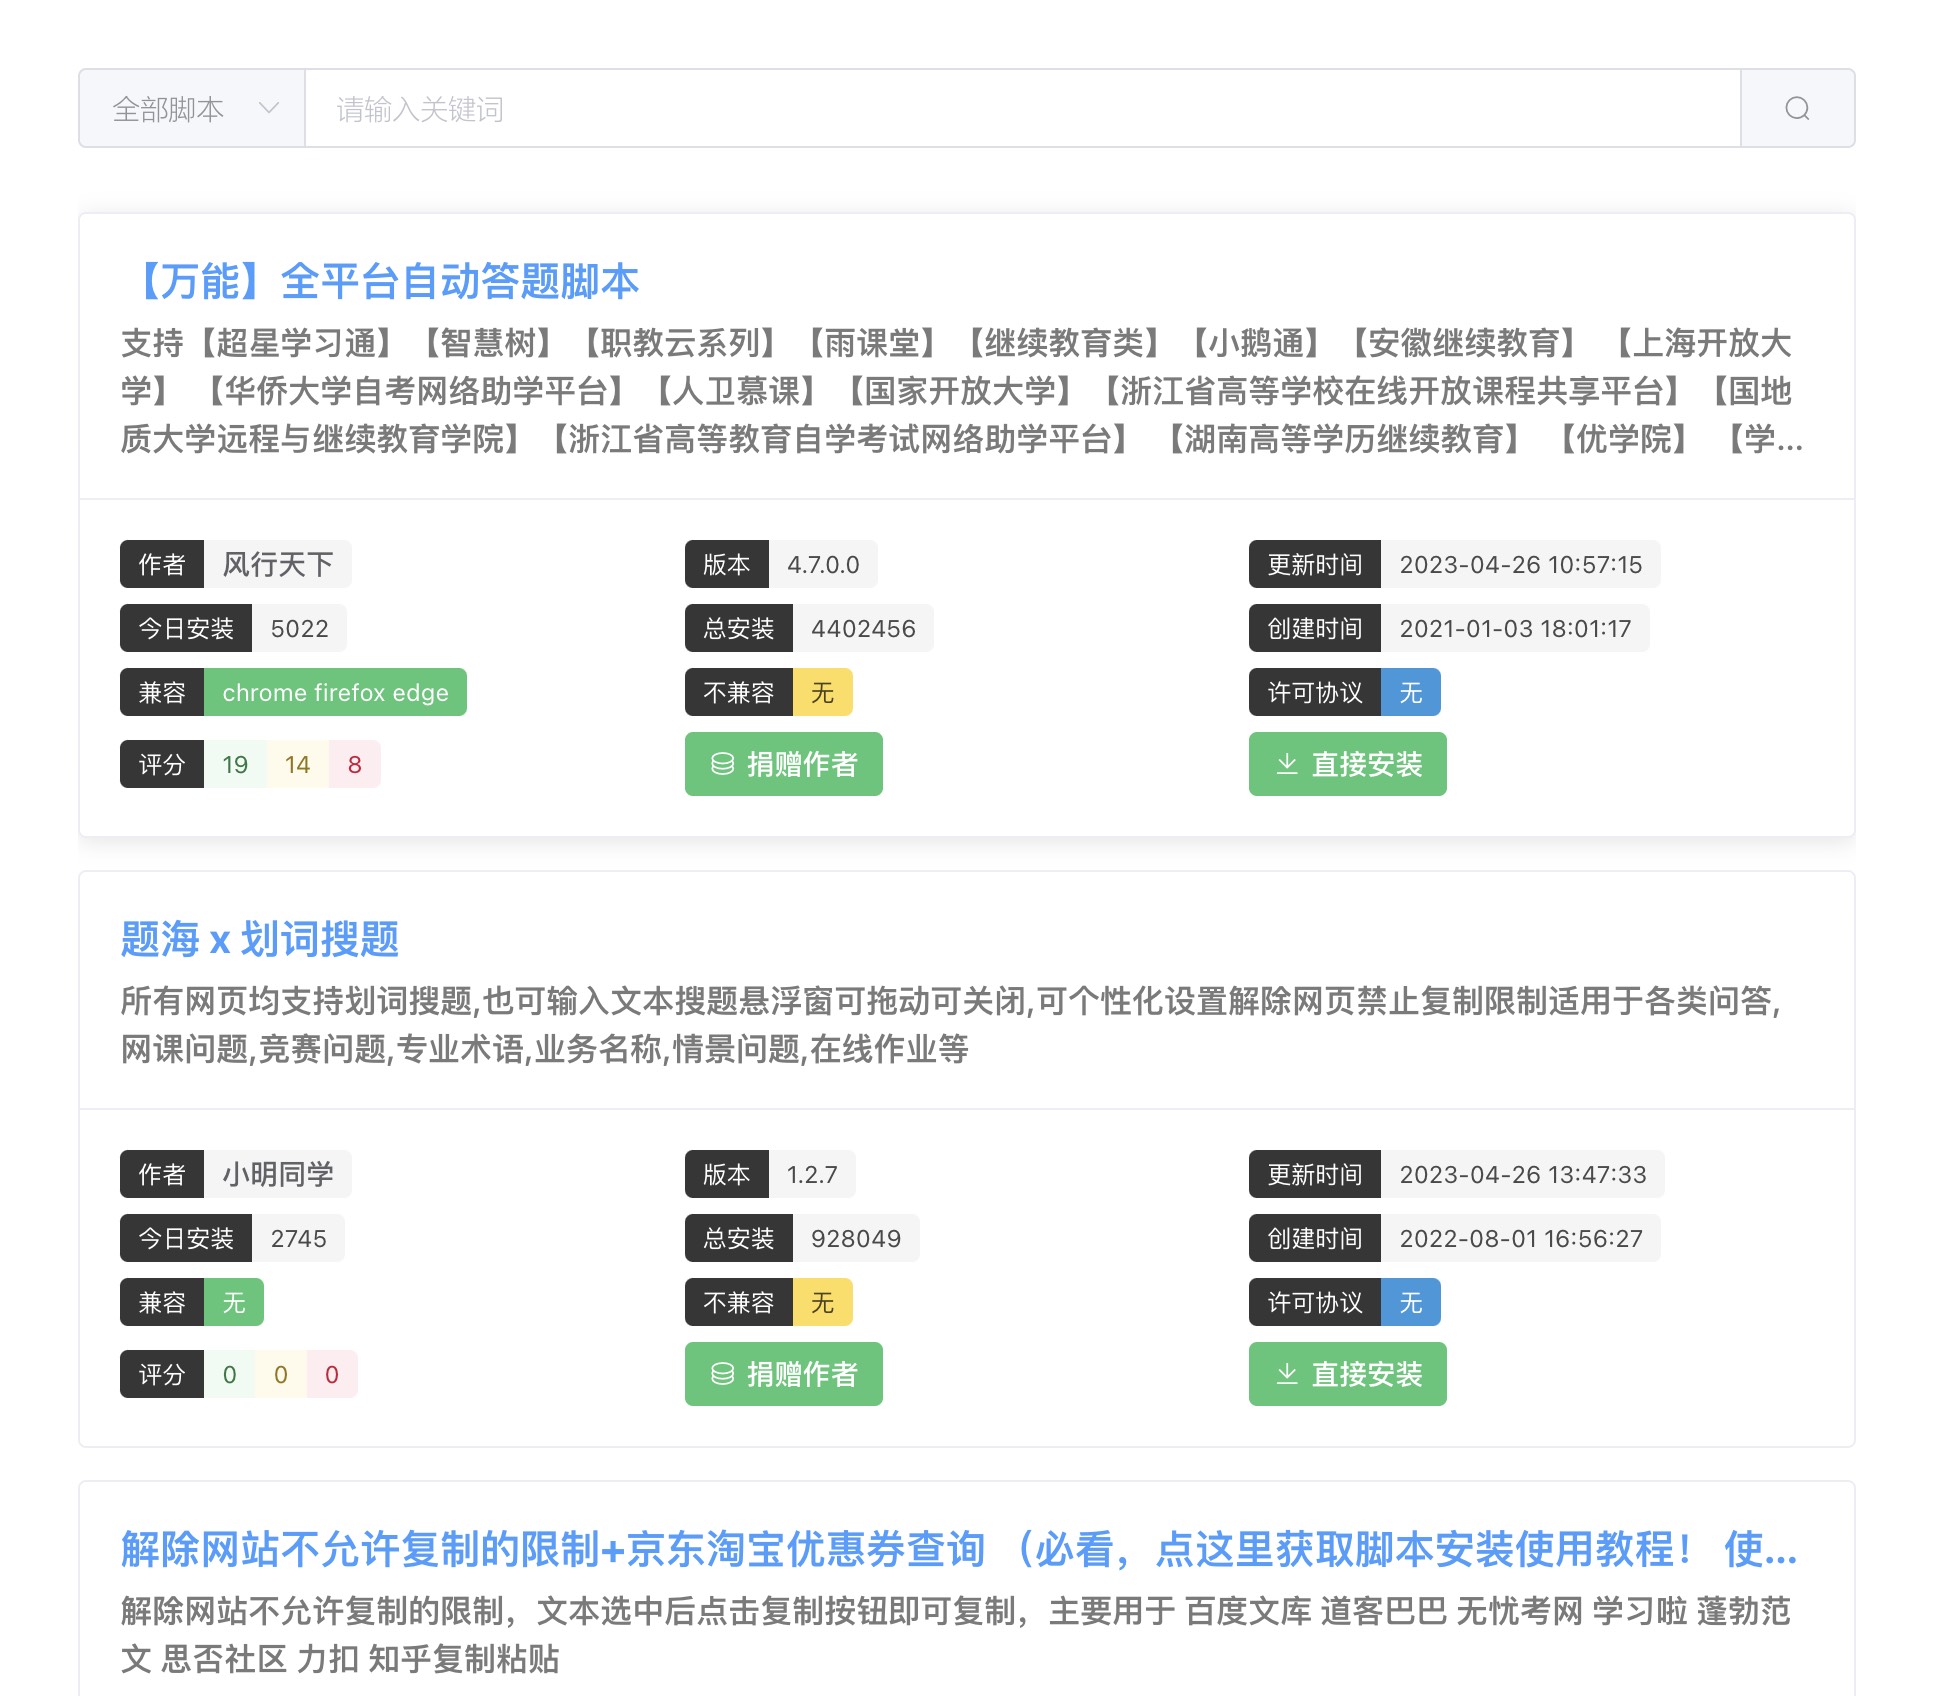 全部脚本
请输入关键词
【万能】全平台自动答题脚本
支持【超星学习通】【智慧树】【职教云系列】【雨课堂】【继续教育类】【小鹅通】【安徽继续教育】 【上海开放大
学】 【华侨大学自考网络助学平台】【人卫慕课】【国家开放大学】【浙江省高等学校在线开放课程共享平台】【国地
质大学远程与继续教育学院】【浙江省高等教育自学考试网络助学平台】 【湖南高等学历继续教育】 【优学院】 【学...
作者 风行天下 版本 4.7.0.0 更新时间 2023-04-26 10:57:15
今日安装 5022 总安装 4402456 创建时间 2021-01-03 18:01:17
兼容 chrome firefox edge 不兼容 无 许可协议 无
评分 19 14 8 捐赠作者 直接安装
题海 x 划词搜题
所有网页均支持划词搜题,也可输入文本搜题悬浮窗可拖动可关闭,可个性化设置解除网页禁止复制限制适用于各类问答,
网课问题,竞赛问题,专业术语,业务名称,情景问题,在线作业等
作者 小明同学 版本 1.2.7 更新时间 2023-04-26 13:47:33
今日安装 2745 总安装 928049 创建时间 2022-08-01 16:56:27
兼容 无 不兼容 无 许可协议 无
评分 0 0 0 捐赠作者 直接安装
解除网站不允许复制的限制+京东淘宝优惠券查询 （必看，点这里获取脚本安装使用教程！ 使...
解除网站不允许复制的限制，文本选中后点击复制按钮即可复制，主要用于 百度文库 道客巴巴 无忧考网 学习啦 蓬勃范
文 思否社区 力扣 知乎复制粘贴